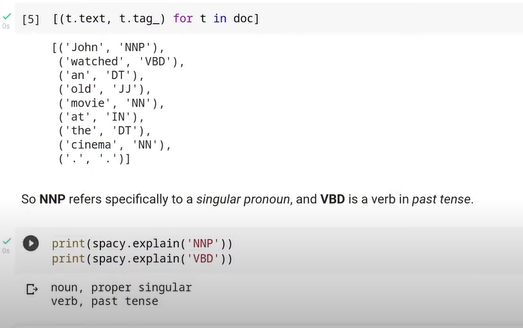 [5] [(t.text, t.tag_) for t in doc]
0s
[('John', 'NNP'),
('watched', 'VBD'),
('an', 'DT'),
('old', 'JJ'),
('movie', 'NN'),
('at', 'IN'),
('the', 'DT'),
('cinema', 'NN'),
('.', '.')]
So NNP refers specifically to a singular pronoun, and VBD is a verb in past tense.
print(spacy.explain('NNP'))
0s print(spacy.explain('VBD'))
noun, proper singular
verb, past tense